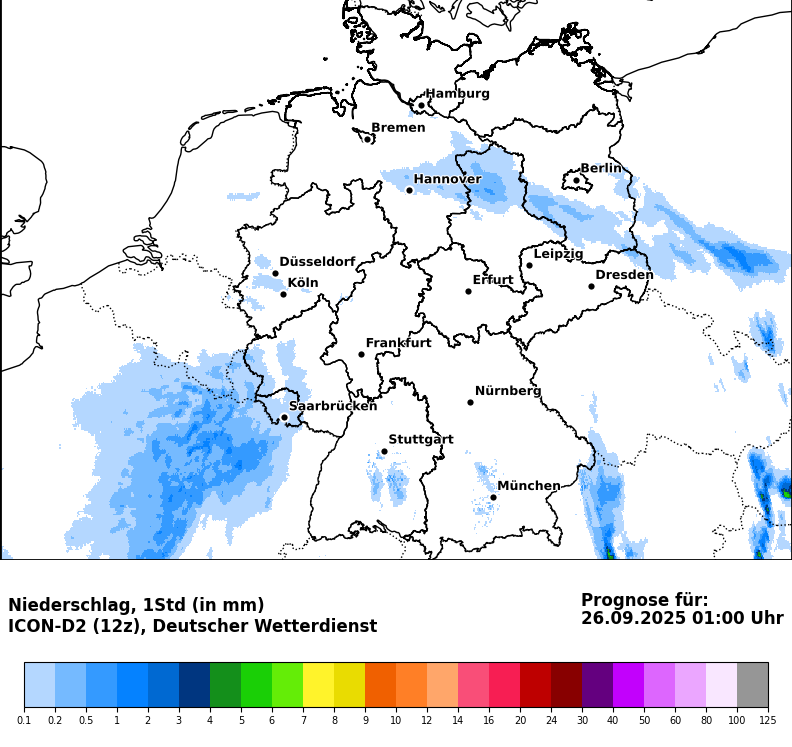 Hamburg
Bremen
Berlin
Hannover
Leipzig
Düsseldorf
Dresden
Erfurt
Köln
Frankfurt
Nürnberg
Saarbrücken
Stuttgart
München
Niederschlag, 1Std (in mm)
ICON-D2 (12z), Deutscher Wetterdienst
Prognose für:
26.09.2025 01:00 Uhr
0.1 0.2 0.5 1 2 3 4 5 6 7 8 9 10 12 14 16 20 24 30 40 50 60 80 100 125